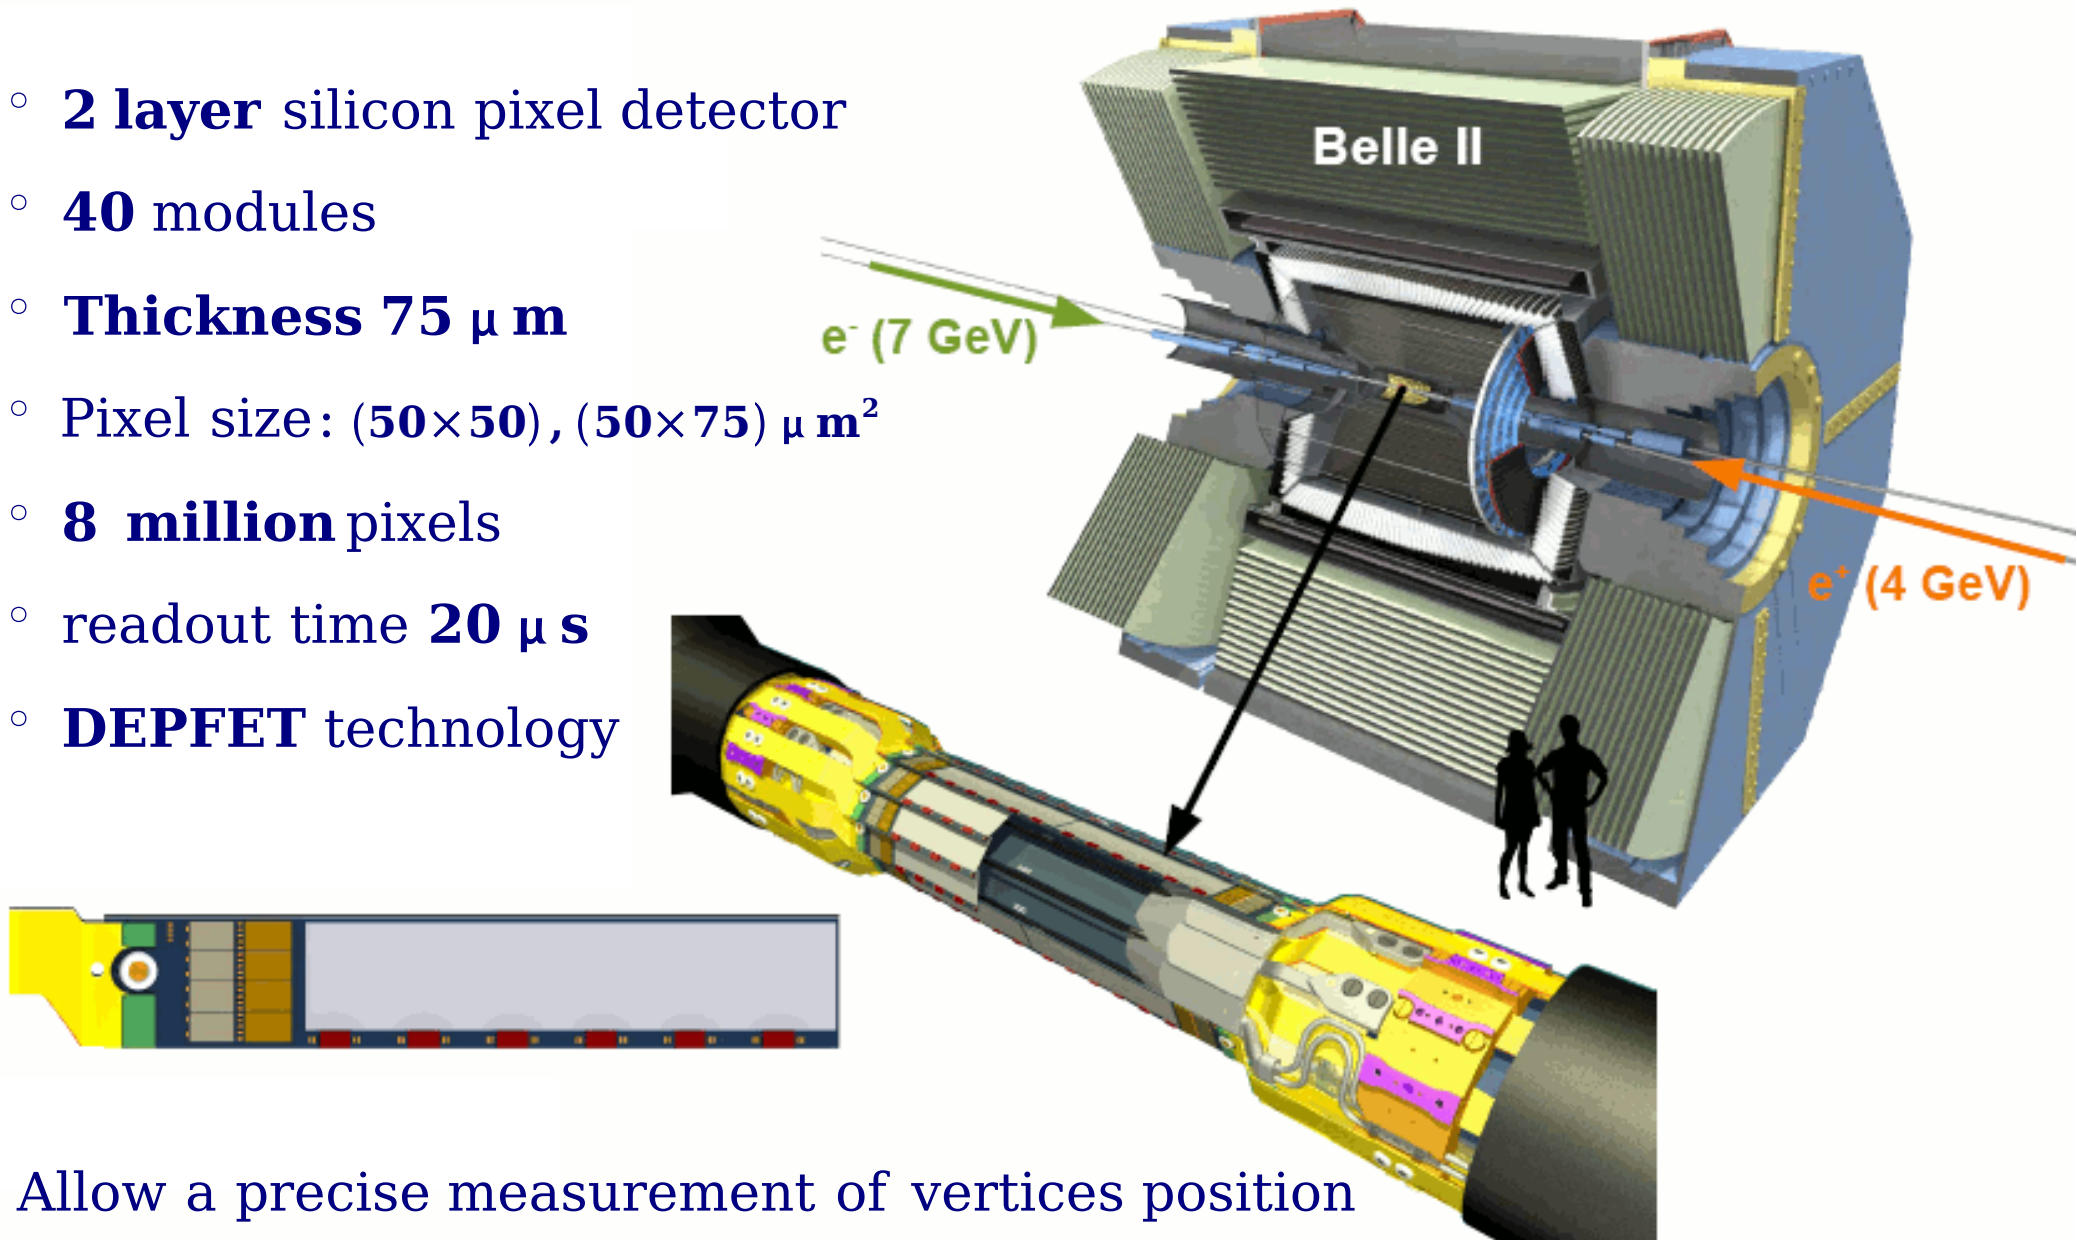 ◦ 2 layer silicon pixel detector
◦ 40 modules
◦ Thickness 75 μ m
◦ Pixel size: (50×50), (50×75) μ m²
◦ 8 million pixels
◦ readout time 20 μ s
◦ DEPFET technology
Belle II
e⁻ (7 GeV)
e⁺ (4 GeV)
Allow a precise measurement of vertices position